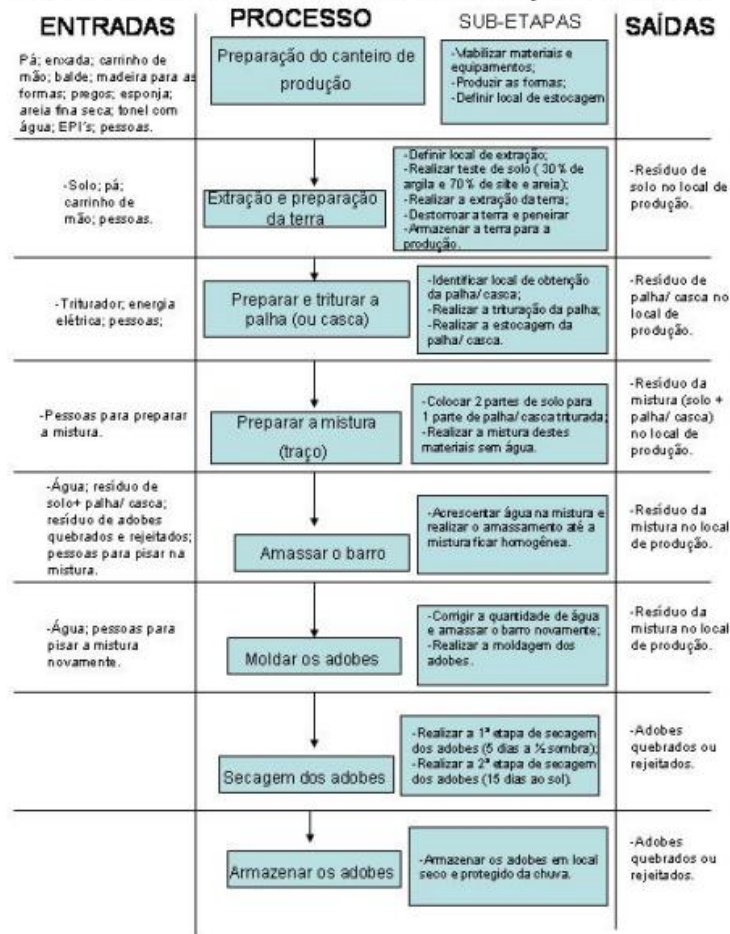 ENTRADAS
PROCESSO
SUB-ETAPAS
SAÍDAS
Pá; enxada; carrinho de
mão; balde; madeira para as
formas; pregos; esponja;
areia fina seca; tonel com
água; EPI's; pessoas.
Preparação do canteiro de
produção
-Viabilizar materiais e
equipamentos;
-Produzir as formas;
-Definir local de estocagem
-Solo; pá;
carrinho de
mão; pessoas.
Extração e preparação
da terra
-Definir local de extração;
-Realizar teste de solo ( 30% de
argila e 70% de silte e areia);
-Realizar a extração da terra;
-Destorroar a terra e peneirar
-Armazenar a terra para a
produção.
-Resíduo de
solo no local de
produção.
-Triturador; energia
elétrica; pessoas;
Preparar e triturar a
palha (ou casca)
-Identificar local de obtenção
da palha/ casca;
-Realizar a trituração da palha;
-Realizar a estocagem da
palha/ casca.
-Resíduo de
palha/ casca no
local de
produção.
-Pessoas para preparar
a mistura.
Preparar a mistura
(traço)
-Colocar 2 partes de solo para
1 parte de palha/ casca triturada;
-Realizar a mistura destes
materiais sem água.
-Resíduo da
mistura (solo +
palha/ casca)
no local de
produção.
-Água; resíduo de
solo+ palha/ casca;
resíduo de adobes
quebrados e rejeitados;
pessoas para pisar na
mistura.
Amassar o barro
-Acrescentar água na mistura e
realizar o amassamento até a
mistura ficar homogênea.
-Resíduo da
mistura no local
de produção.
-Água; pessoas para
pisar a mistura
novamente.
Moldar os adobes
-Corrigir a quantidade de água
e amassar o barro novamente;
-Realizar a moldagem dos
adobes.
-Resíduo da
mistura no local
de produção.
Secagem dos adobes
-Realizar a 1ª etapa de secagem
dos adobes (5 dias a ½ sombra);
-Realizar a 2ª etapa de secagem
dos adobes (15 dias ao sol).
-Adobes
quebrados ou
rejeitados.
Armazenar os adobes
-Armazenar os adobes em local
seco e protegido da chuva.
-Adobes
quebrados ou
rejeitados.